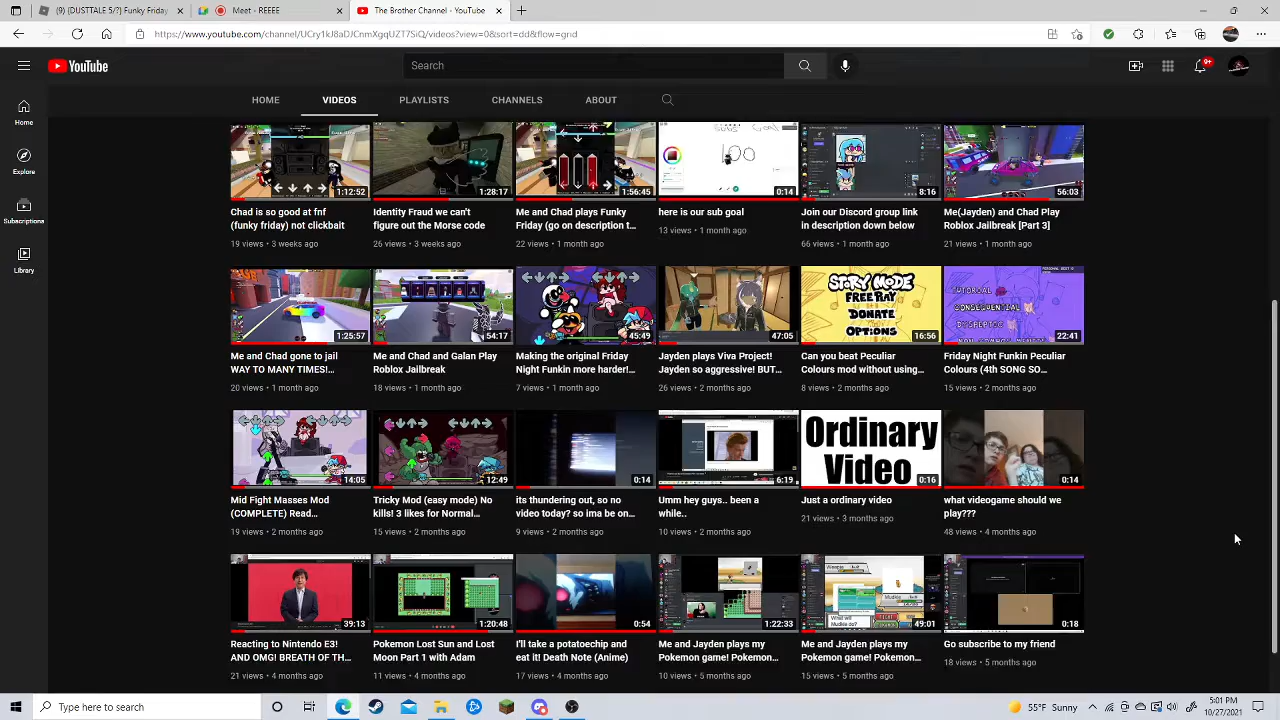 (9) [DUSTALE 5/?] Funky Friday
Meet - REEEE
The Brother Channel - YouTube
https://www.youtube.com/channel/UCry1kJ8aDJCnmXgqUZT7SiQ/videos?view=0&sort=dd&flow=grid
YouTube
Search
9+
HOME VIDEOS PLAYLISTS CHANNELS ABOUT
Home
Explore
Subscriptions
Library
1:12:52
Chad is so good at fnf
(funky friday) not clickbait
19 views • 3 weeks ago
1:28:17
Identity Fraud we can't
figure out the Morse code
26 views • 3 weeks ago
1:56:45
Me and Chad plays Funky
Friday (go on description t...
22 views • 1 month ago
100
0:14
here is our sub goal
13 views • 1 month ago
8:16
Join our Discord group link
in description down below
66 views • 1 month ago
56:03
Me(Jayden) and Chad Play
Roblox Jailbreak [Part 3]
21 views • 1 month ago
1:25:57
Me and Chad gone to jail
WAY TO MANY TIMES!...
20 views • 1 month ago
54:17
Me and Chad and Galan Play
Roblox Jailbreak
18 views • 1 month ago
45:49
Making the original Friday
Night Funkin more harder!...
7 views • 1 month ago
47:05
Jayden plays Viva Project!
Jayden so aggressive! BUT...
26 views • 2 months ago
STORY MODE
FREEPLAY
DONATE
OPTIONS
16:56
Can you beat Peculiar
Colours mod without using...
8 views • 2 months ago
TUTORIAL
CONSEQUENTIAL
DYSLEPTIC
22:41
Friday Night Funkin Peculiar
Colours (4th SONG SO...
15 views • 2 months ago
14:05
Mid Fight Masses Mod
(COMPLETE) Read...
19 views • 2 months ago
12:49
Tricky Mod (easy mode) No
kills! 3 likes for Normal...
15 views • 2 months ago
0:14
its thundering out, so no
video today? so ima be on...
9 views • 2 months ago
6:19
Umm hey guys.. been a
while..
10 views • 2 months ago
Ordinary
Video
0:16
Just a ordinary video
21 views • 3 months ago
0:14
what videogame should we
play???
48 views • 4 months ago
39:13
Reacting to Nintendo E3!
AND OMG! BREATH OF TH...
21 views • 4 months ago
1:20:48
Pokemon Lost Sun and Lost
Moon Part 1 with Adam
11 views • 4 months ago
0:54
I'll take a potatoechip and
eat it! Death Note (Anime)
17 views • 4 months ago
1:22:33
Me and Jayden plays my
Pokemon game! Pokemon...
10 views • 5 months ago
What will
Mudkie do?
49:01
Me and Jayden plays my
Pokemon game! Pokemon...
15 views • 5 months ago
0:18
Go subscribe to my friend
18 views • 5 months ago
Type here to search
55°F Sunny
5:01 PM
10/27/2021